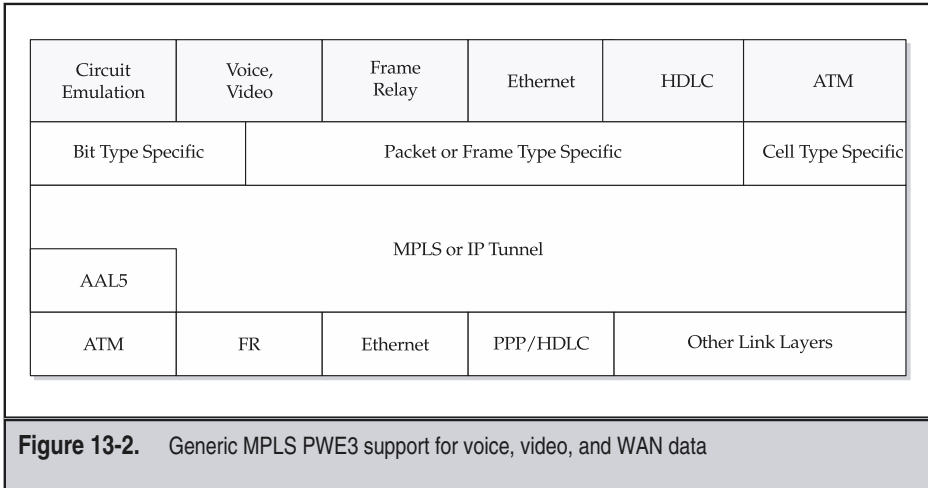 Circuit
Emulation
Voice,
Video
Frame
Relay
Ethernet
HDLC
ATM
Bit Type Specific
Packet or Frame Type Specific
Cell Type Specific
MPLS or IP Tunnel
AAL5
ATM
FR
Ethernet
PPP/HDLC
Other Link Layers
Figure 13-2. Generic MPLS PWE3 support for voice, video, and WAN data